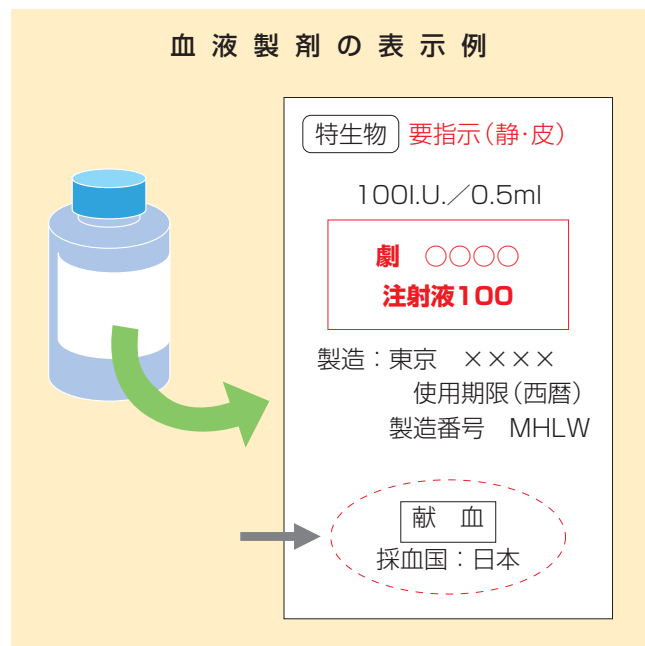 血液製剤の表示例
特生物 要指示(静・皮)
100I.U./0.5ml
劇 ○○○○
注射液100
製造:東京 ××××
使用期限(西暦)
製造番号 MHLW
献血
採血国:日本